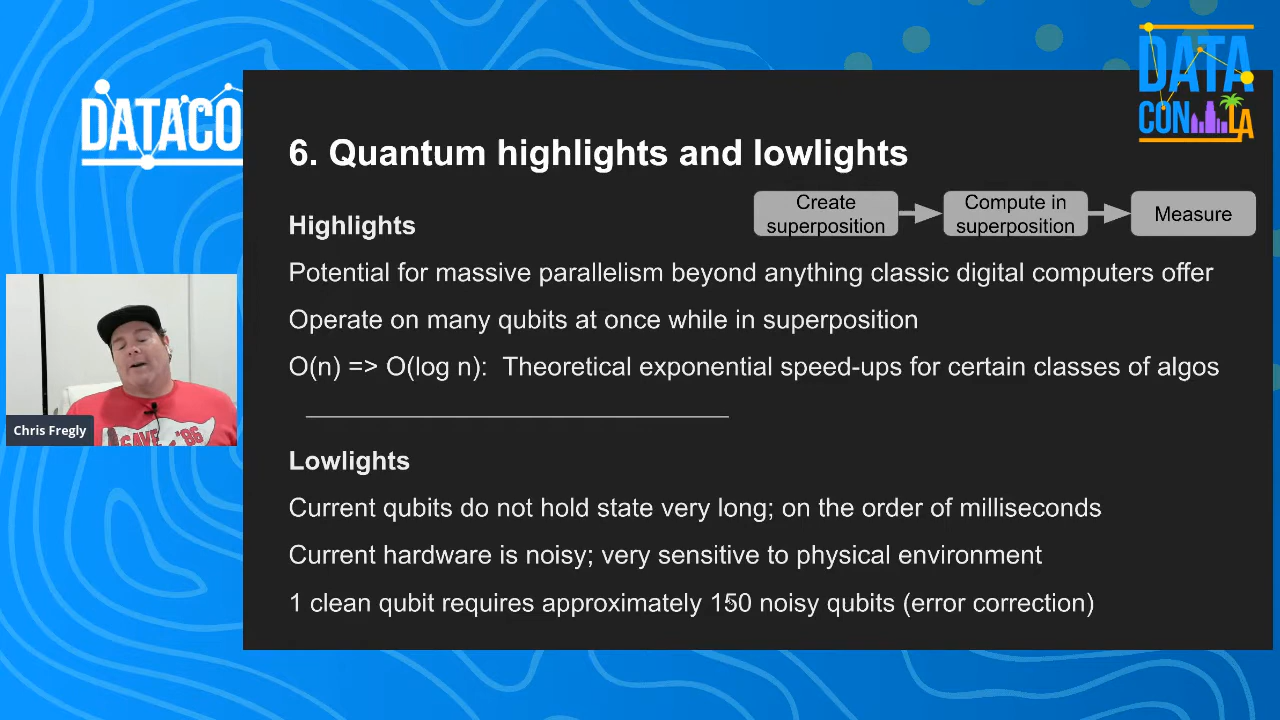 DATACO
DATA
CON LA
6. Quantum highlights and lowlights
Create
superposition
Compute in
superposition
Measure
Highlights
Potential for massive parallelism beyond anything classic digital computers offer
Operate on many qubits at once while in superposition
O(n) => O(log n):  Theoretical exponential speed-ups for certain classes of algos
Lowlights
Current qubits do not hold state very long; on the order of milliseconds
Current hardware is noisy; very sensitive to physical environment
1 clean qubit requires approximately 150 noisy qubits (error correction)
SAVE
'86
Chris Fregly